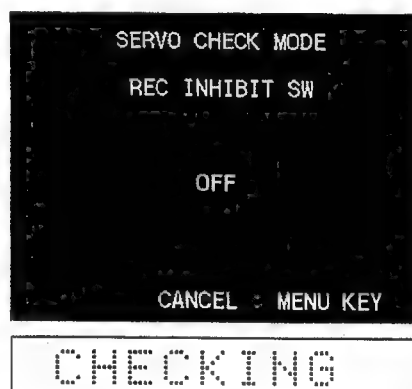 SERVO CHECK MODE
REC INHIBIT SW
OFF
CANCEL : MENU KEY
CHECKING